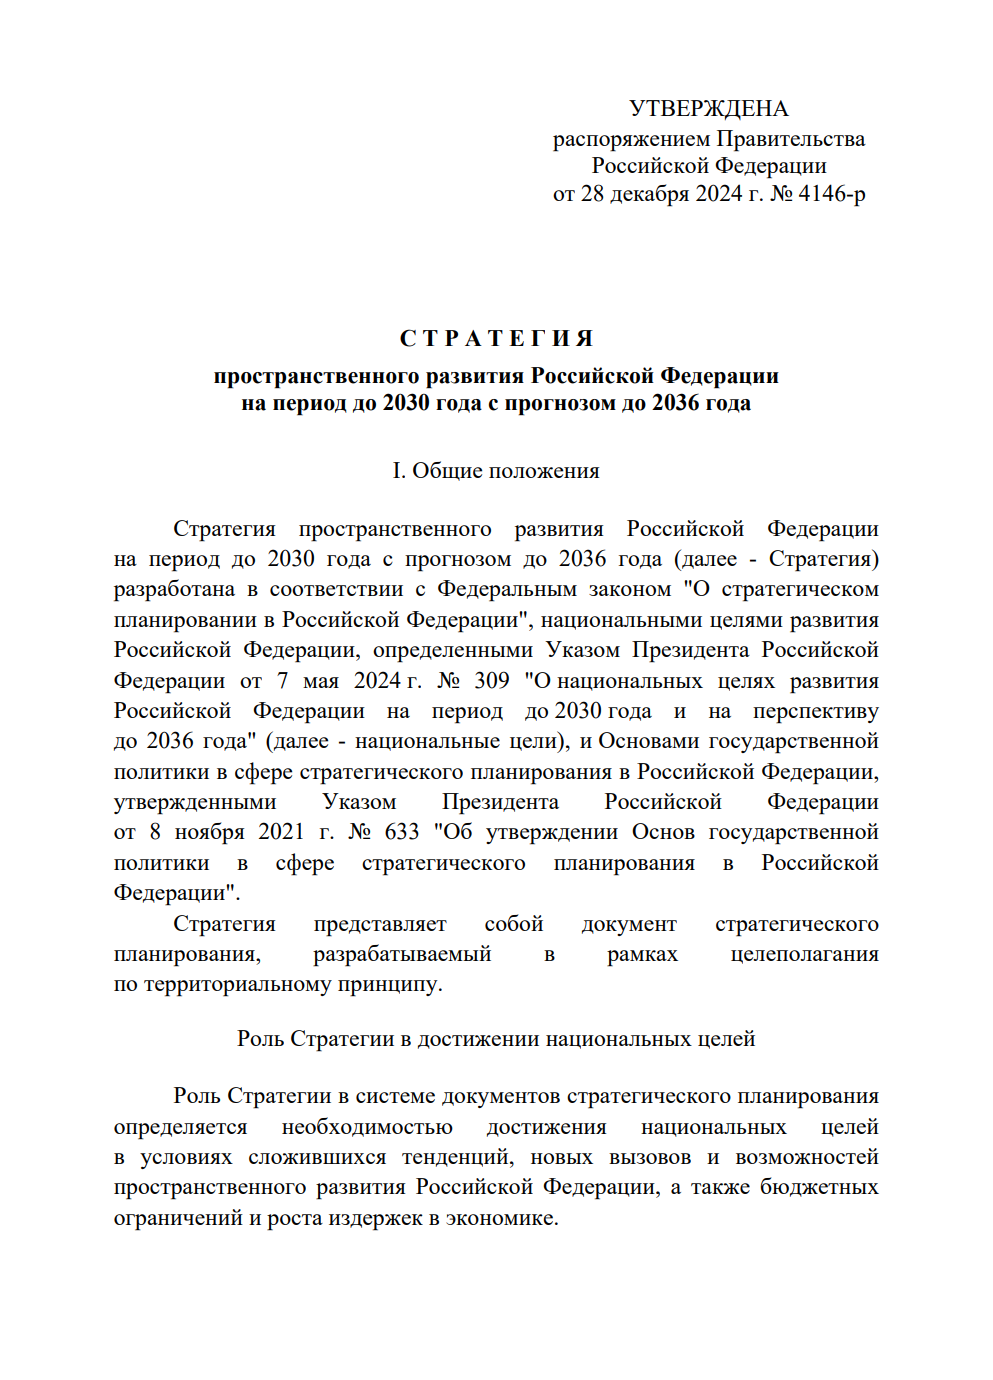 УТВЕРЖДЕНА
распоряжением Правительства
Российской Федерации
от 28 декабря 2024 г. № 4146-р
С Т Р А Т Е Г И Я
пространственного развития Российской Федерации
на период до 2030 года с прогнозом до 2036 года
I. Общие положения
Стратегия пространственного развития Российской Федерации
на период до 2030 года с прогнозом до 2036 года (далее - Стратегия)
разработана в соответствии с Федеральным законом "О стратегическом
планировании в Российской Федерации", национальными целями развития
Российской Федерации, определенными Указом Президента Российской
Федерации от 7 мая 2024 г. № 309 "О национальных целях развития
Российской Федерации на период до 2030 года и на перспективу
до 2036 года" (далее - национальные цели), и Основами государственной
политики в сфере стратегического планирования в Российской Федерации,
утвержденными Указом Президента Российской Федерации
от 8 ноября 2021 г. № 633 "Об утверждении Основ государственной
политики в сфере стратегического планирования в Российской
Федерации".
Стратегия представляет собой документ стратегического
планирования, разрабатываемый в рамках целеполагания
по территориальному принципу.
Роль Стратегии в достижении национальных целей
Роль Стратегии в системе документов стратегического планирования
определяется необходимостью достижения национальных целей
в условиях сложившихся тенденций, новых вызовов и возможностей
пространственного развития Российской Федерации, а также бюджетных
ограничений и роста издержек в экономике.